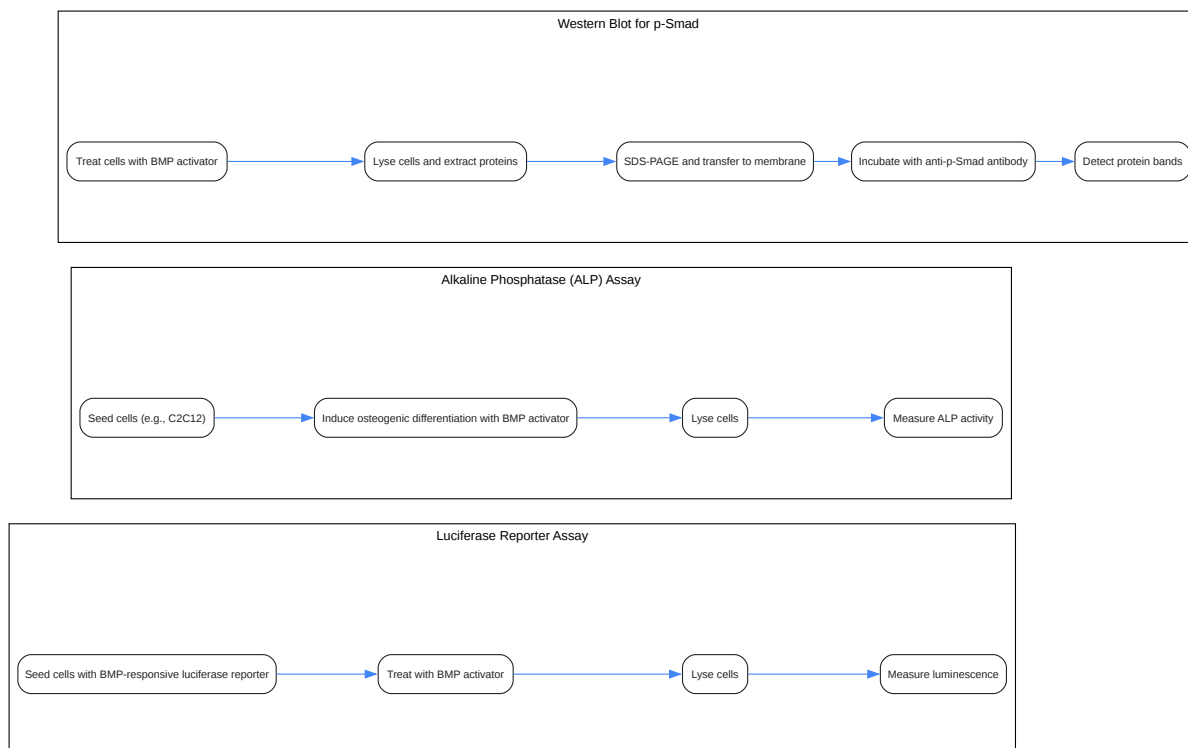 Western Blot for p-Smad
Treat cells with BMP activator
Lyse cells and extract proteins
SDS-PAGE and transfer to membrane
Incubate with anti-p-Smad antibody
Detect protein bands
Alkaline Phosphatase (ALP) Assay
Seed cells (e.g., C2C12)
Induce osteogenic differentiation with BMP activator
Lyse cells
Measure ALP activity
Luciferase Reporter Assay
Seed cells with BMP-responsive luciferase reporter
Treat with BMP activator
Lyse cells
Measure luminescence